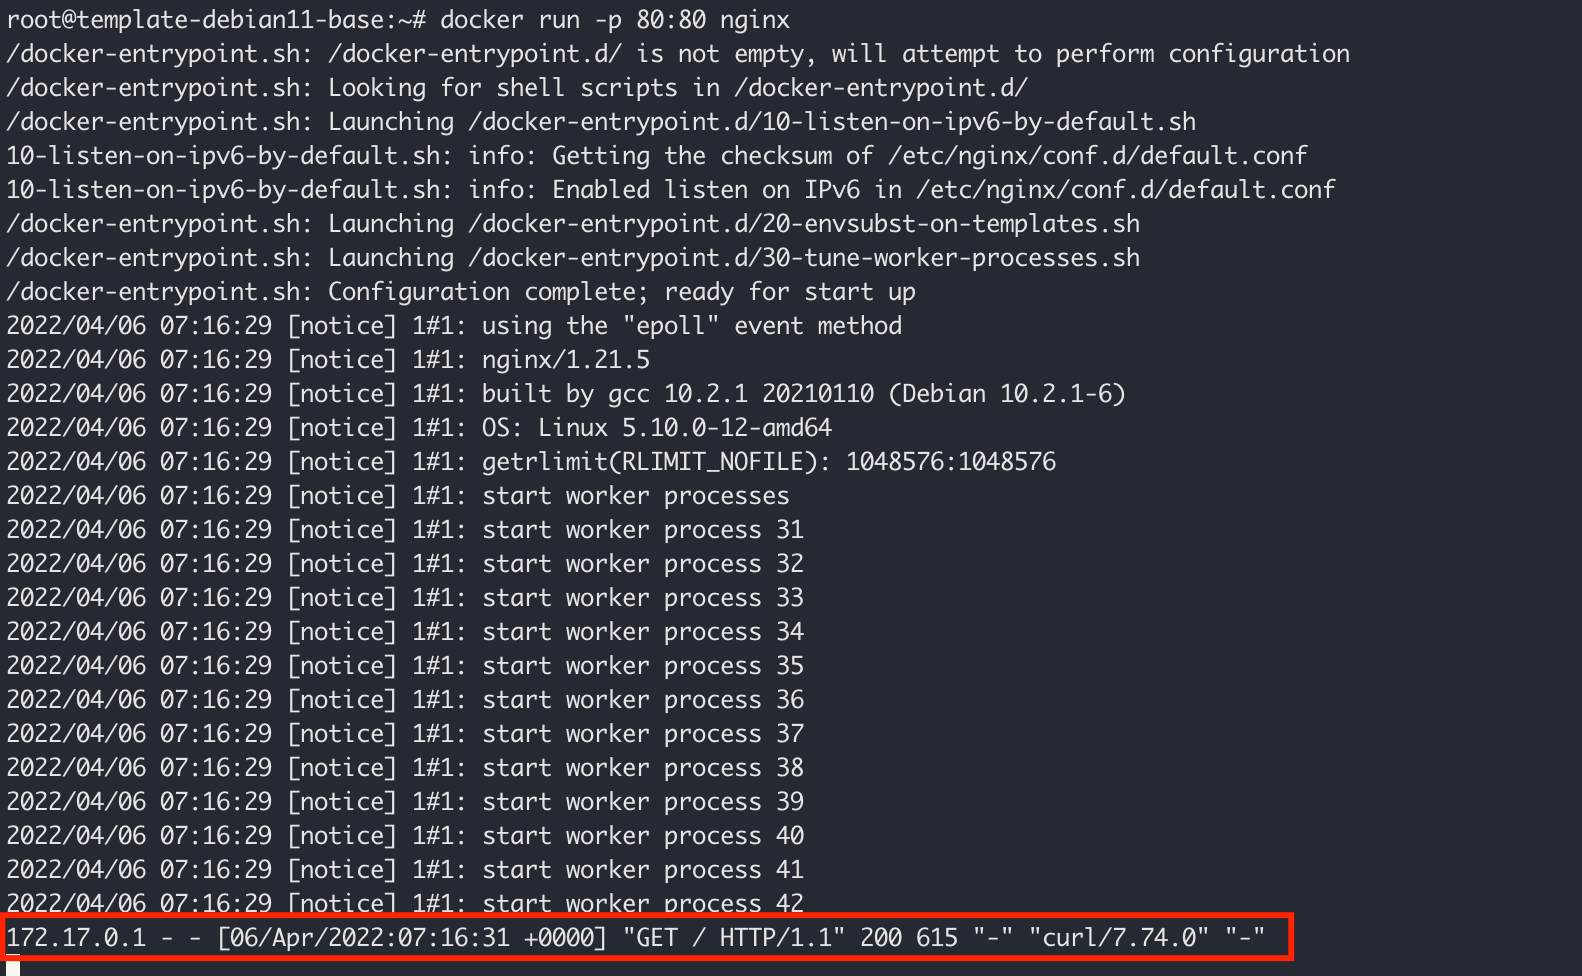 root@template-debian11-base:~# docker run -p 80:80 nginx
/docker-entrypoint.sh: /docker-entrypoint.d/ is not empty, will attempt to perform configuration
/docker-entrypoint.sh: Looking for shell scripts in /docker-entrypoint.d/
/docker-entrypoint.sh: Launching /docker-entrypoint.d/10-listen-on-ipv6-by-default.sh
10-listen-on-ipv6-by-default.sh: info: Getting the checksum of /etc/nginx/conf.d/default.conf
10-listen-on-ipv6-by-default.sh: info: Enabled listen on IPv6 in /etc/nginx/conf.d/default.conf
/docker-entrypoint.sh: Launching /docker-entrypoint.d/20-envsubst-on-templates.sh
/docker-entrypoint.sh: Launching /docker-entrypoint.d/30-tune-worker-processes.sh
/docker-entrypoint.sh: Configuration complete; ready for start up
2022/04/06 07:16:29 [notice] 1#1: using the "epoll" event method
2022/04/06 07:16:29 [notice] 1#1: nginx/1.21.5
2022/04/06 07:16:29 [notice] 1#1: built by gcc 10.2.1 20210110 (Debian 10.2.1-6)
2022/04/06 07:16:29 [notice] 1#1: OS: Linux 5.10.0-12-amd64
2022/04/06 07:16:29 [notice] 1#1: getrlimit(RLIMIT_NOFILE): 1048576:1048576
2022/04/06 07:16:29 [notice] 1#1: start worker processes
2022/04/06 07:16:29 [notice] 1#1: start worker process 31
2022/04/06 07:16:29 [notice] 1#1: start worker process 32
2022/04/06 07:16:29 [notice] 1#1: start worker process 33
2022/04/06 07:16:29 [notice] 1#1: start worker process 34
2022/04/06 07:16:29 [notice] 1#1: start worker process 35
2022/04/06 07:16:29 [notice] 1#1: start worker process 36
2022/04/06 07:16:29 [notice] 1#1: start worker process 37
2022/04/06 07:16:29 [notice] 1#1: start worker process 38
2022/04/06 07:16:29 [notice] 1#1: start worker process 39
2022/04/06 07:16:29 [notice] 1#1: start worker process 40
2022/04/06 07:16:29 [notice] 1#1: start worker process 41
2022/04/06 07:16:29 [notice] 1#1: start worker process 42
172.17.0.1 - - [06/Apr/2022:07:16:31 +0000] "GET / HTTP/1.1" 200 615 "-" "curl/7.74.0" "-"